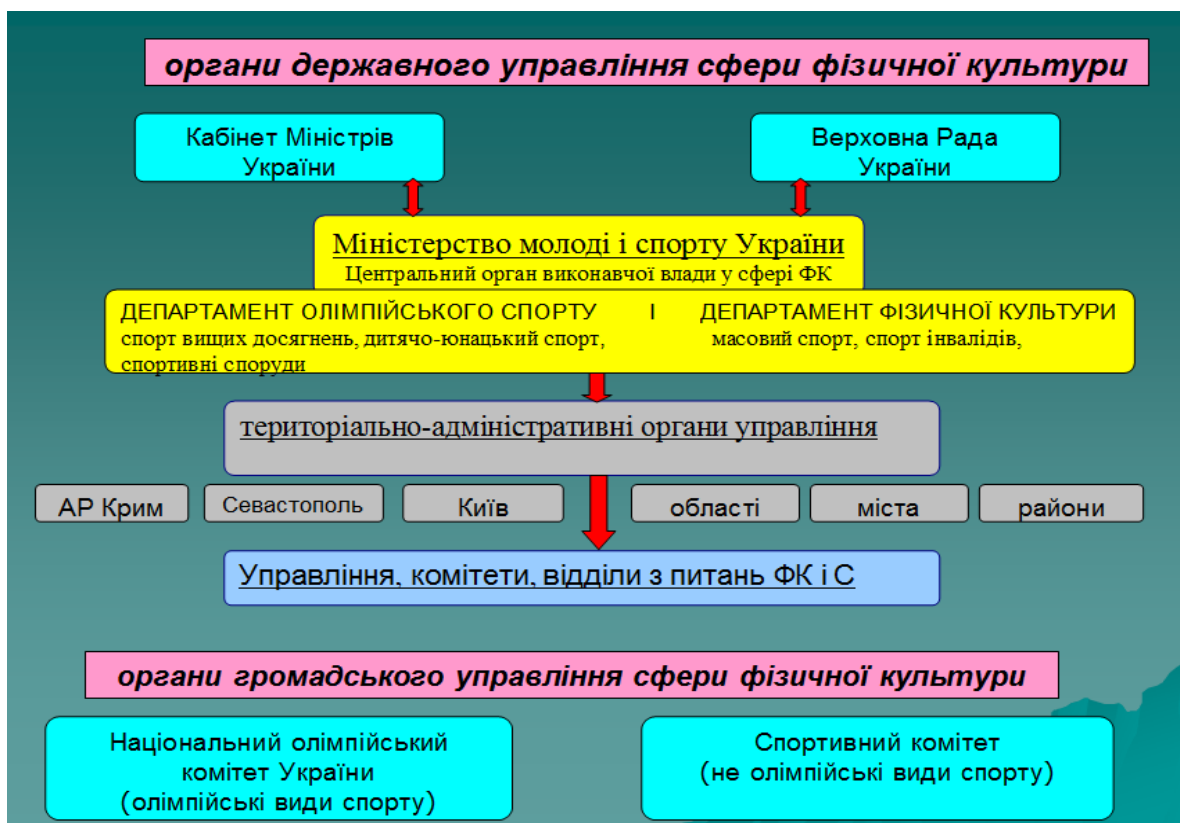 органи державного управління сфери фізичної культури
Кабінет Міністрів
України
Верховна Рада
України
Міністерство молоді і спорту України
Центральний орган виконавчої влади у сфері ФК
ДЕПАРТАМЕНТ ОЛІМПІЙСЬКОГО СПОРТУ І ДЕПАРТАМЕНТ ФІЗИЧНОЇ КУЛЬТУРИ
спорт вищих досягнень, дитячо-юнацький спорт, масовий спорт, спорт інвалідів,
спортивні споруди
територіально-адміністративні органи управління
АР Крим
Севастополь
Київ
області
міста
райони
Управління, комітети, відділи з питань ФК і С
органи громадського управління сфери фізичної культури
Національний олімпійський
комітет України
(олімпійські види спорту)
Спортивний комітет
(не олімпійські види спорту)